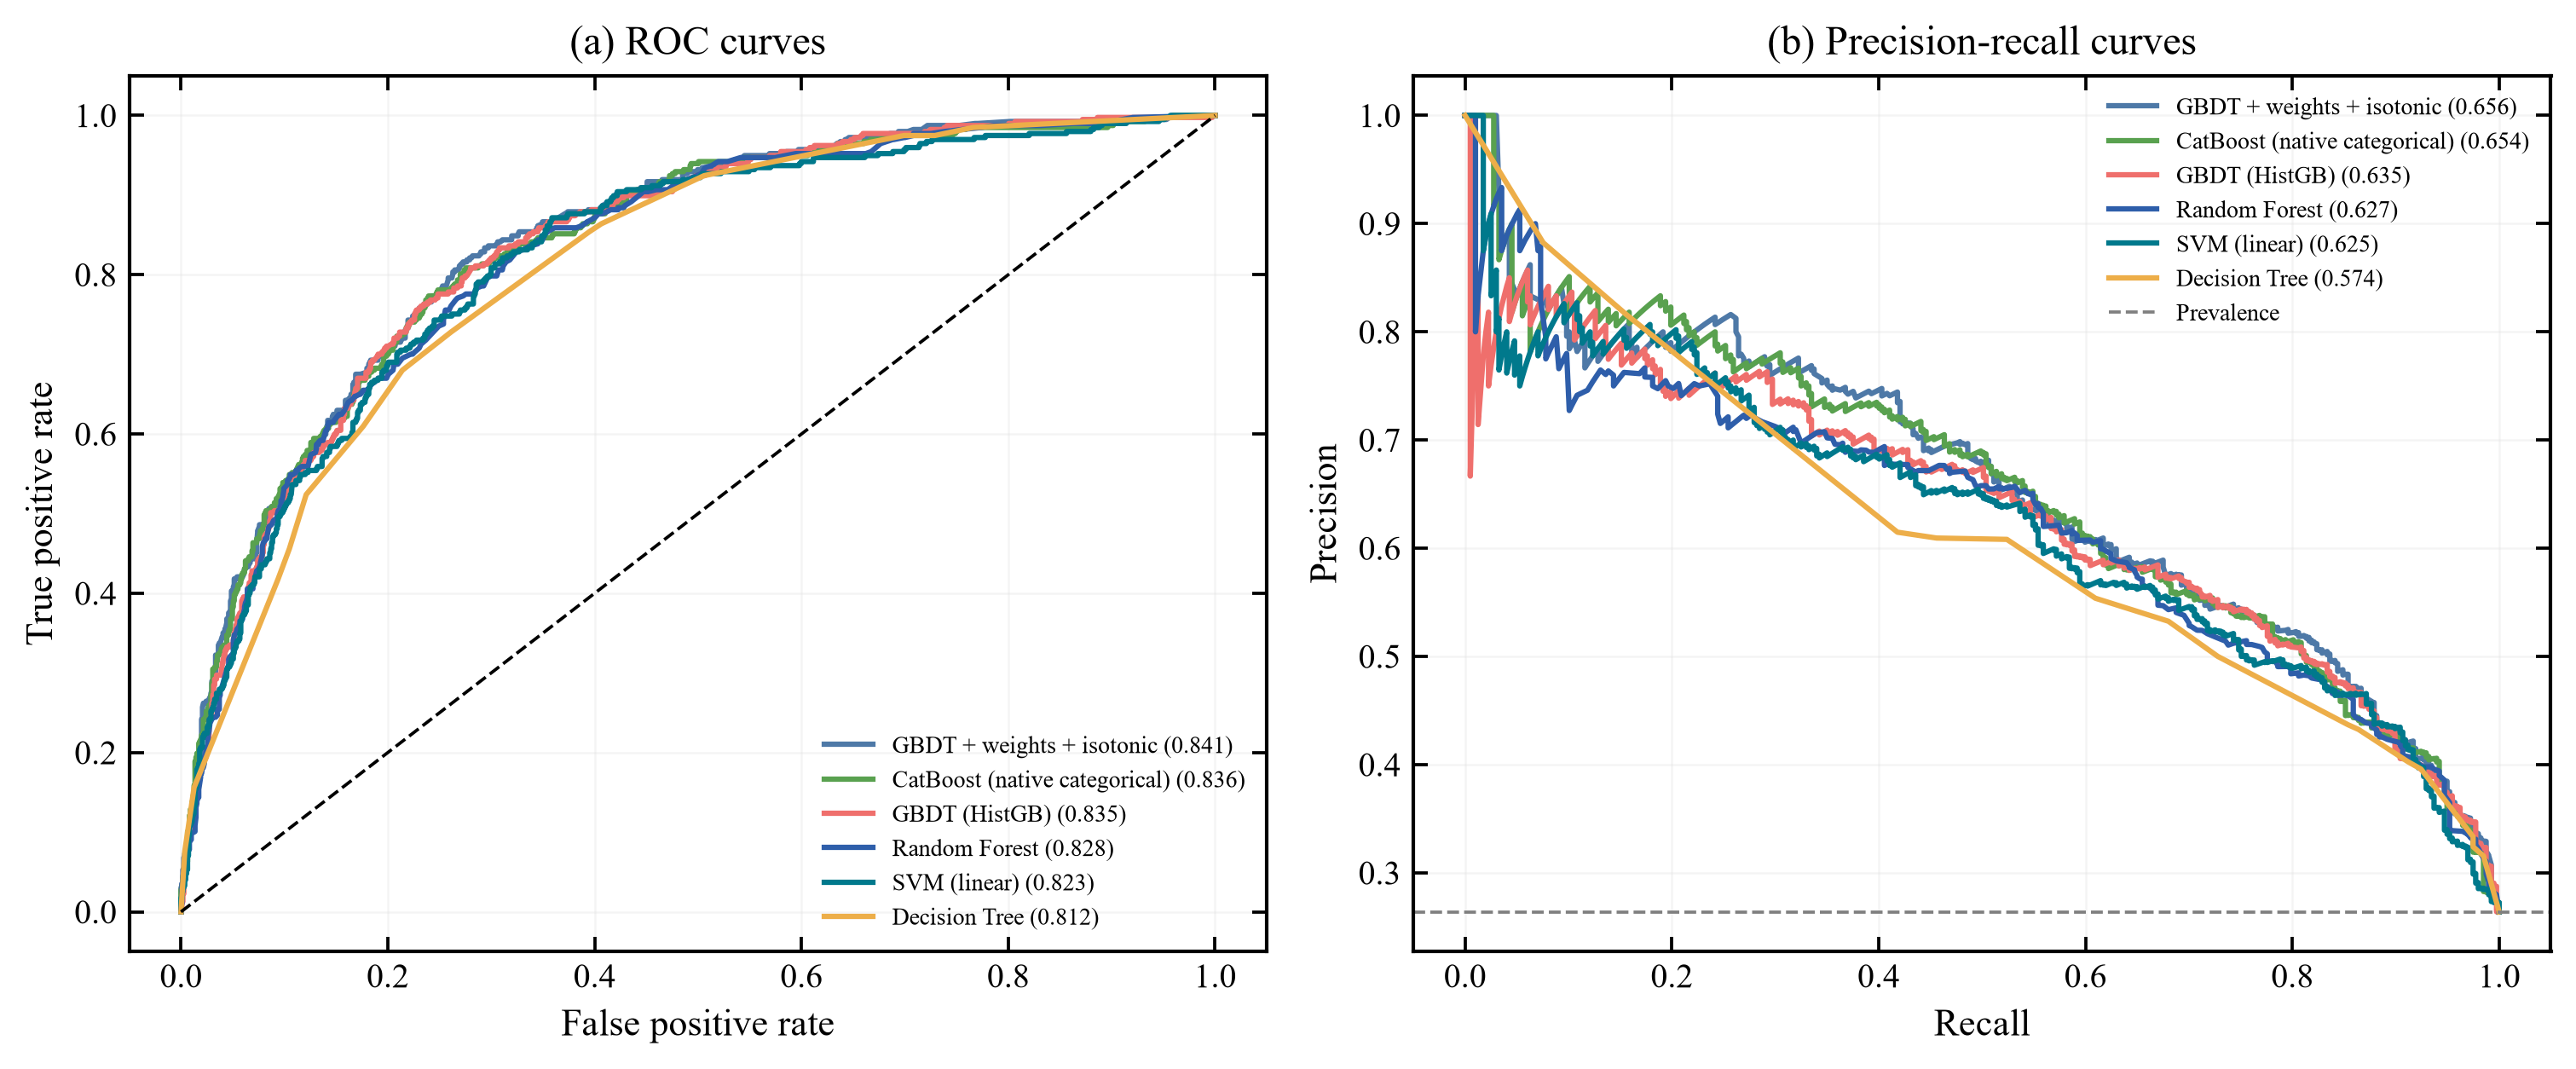 (a) ROC curves
True positive rate
1.0
0.8
0.6
0.4
0.2
0.0
GBDT + weights + isotonic (0.841)
CatBoost (native categorical) (0.836)
GBDT (HistGB) (0.835)
Random Forest (0.828)
SVM (linear) (0.823)
Decision Tree (0.812)
0.0 0.2 0.4 0.6 0.8 1.0
False positive rate
(b) Precision-recall curves
Precision
1.0
0.9
0.8
0.7
0.6
0.5
0.4
0.3
GBDT + weights + isotonic (0.656)
CatBoost (native categorical) (0.654)
GBDT (HistGB) (0.635)
Random Forest (0.627)
SVM (linear) (0.625)
Decision Tree (0.574)
Prevalence
0.0 0.2 0.4 0.6 0.8 1.0
Recall